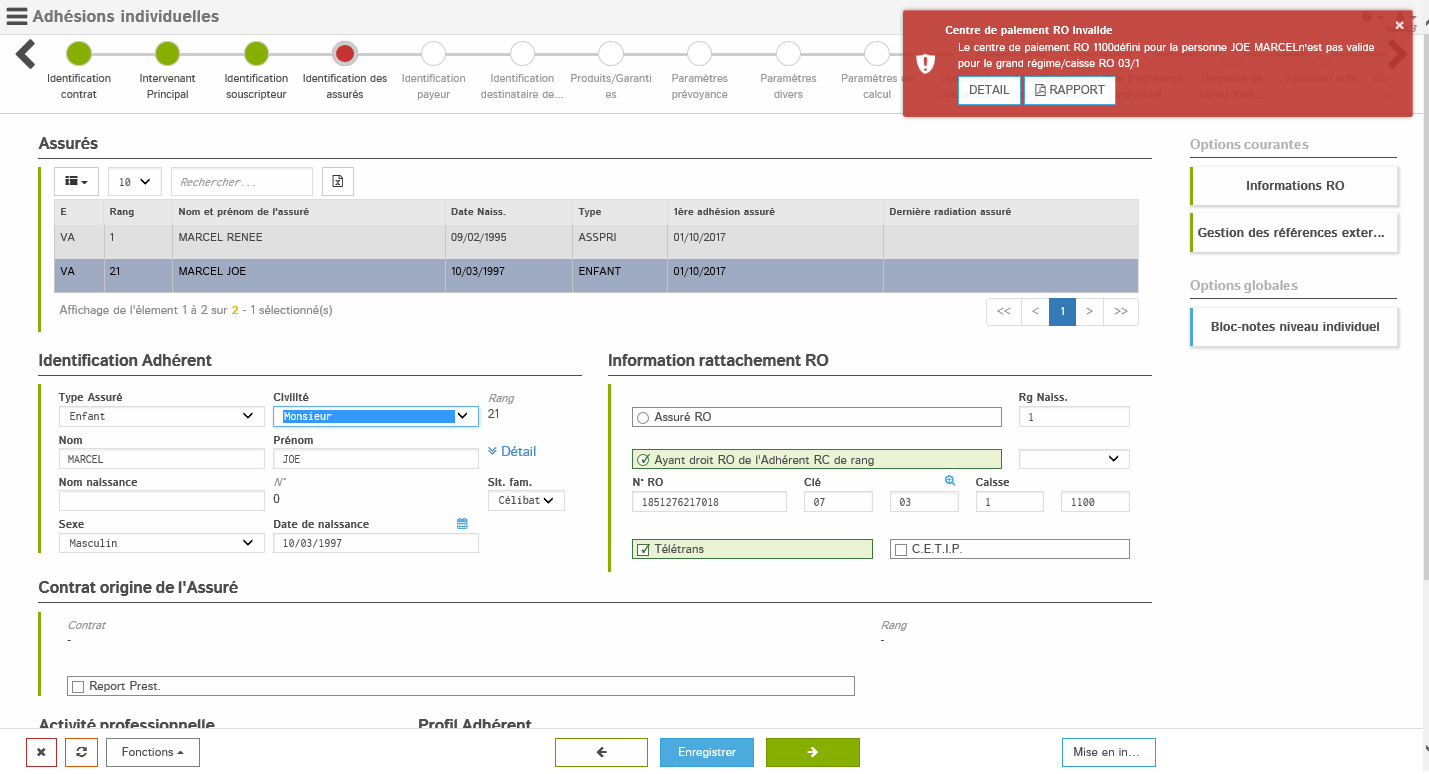 Adhésions individuelles
Centre de paiement RO Invalide
Le centre de paiement RO 1100défini pour la personne JOE MARCELn'est pas valide
pour le grand régime/caisse RO 03/1
DETAIL
RAPPORT
Identification
contrat
Intervenant
Principal
Identification
souscripteur
Identification des
assurés
Identification
payeur
Identification
destinataire de...
Produits/Garanti
es
Paramètres
prévoyance
Paramètres
divers
Paramètres de
calcul
Assurés
10
Rechercher...
E Rang Nom et prénom de l'assuré Date Naiss. Type 1ère adhésion assuré Dernière radiation assuré
VA 1 MARCEL RENEE 09/02/1995 ASSPRI 01/10/2017
VA 21 MARCEL JOE 10/03/1997 ENFANT 01/10/2017
Affichage de l'élement 1 à 2 sur 2 - 1 sélectionné(s)
<< < 1 > >>
Options courantes
Informations RO
Gestion des références exter...
Options globales
Bloc-notes niveau individuel
Identification Adhérent
Type Assuré
Enfant
Civilité
Monsieur
Rang
21
Nom
MARCEL
Prénom
JOE
Détail
Nom naissance
N°
0
Sit. fam.
Célibat
Sexe
Masculin
Date de naissance
10/03/1997
Information rattachement RO
Assuré RO
Rg Naiss.
1
Ayant droit RO de l'Adhérent RC de rang
N° RO
1851276217018
Clé
07
03
Caisse
1
1100
Télétrans
C.E.T.I.P.
Contrat origine de l'Assuré
Contrat
-
Rang
-
Report Prest.
Activité professionnelle
Profil Adhérent
Fonctions
Enregistrer
Mise en in...